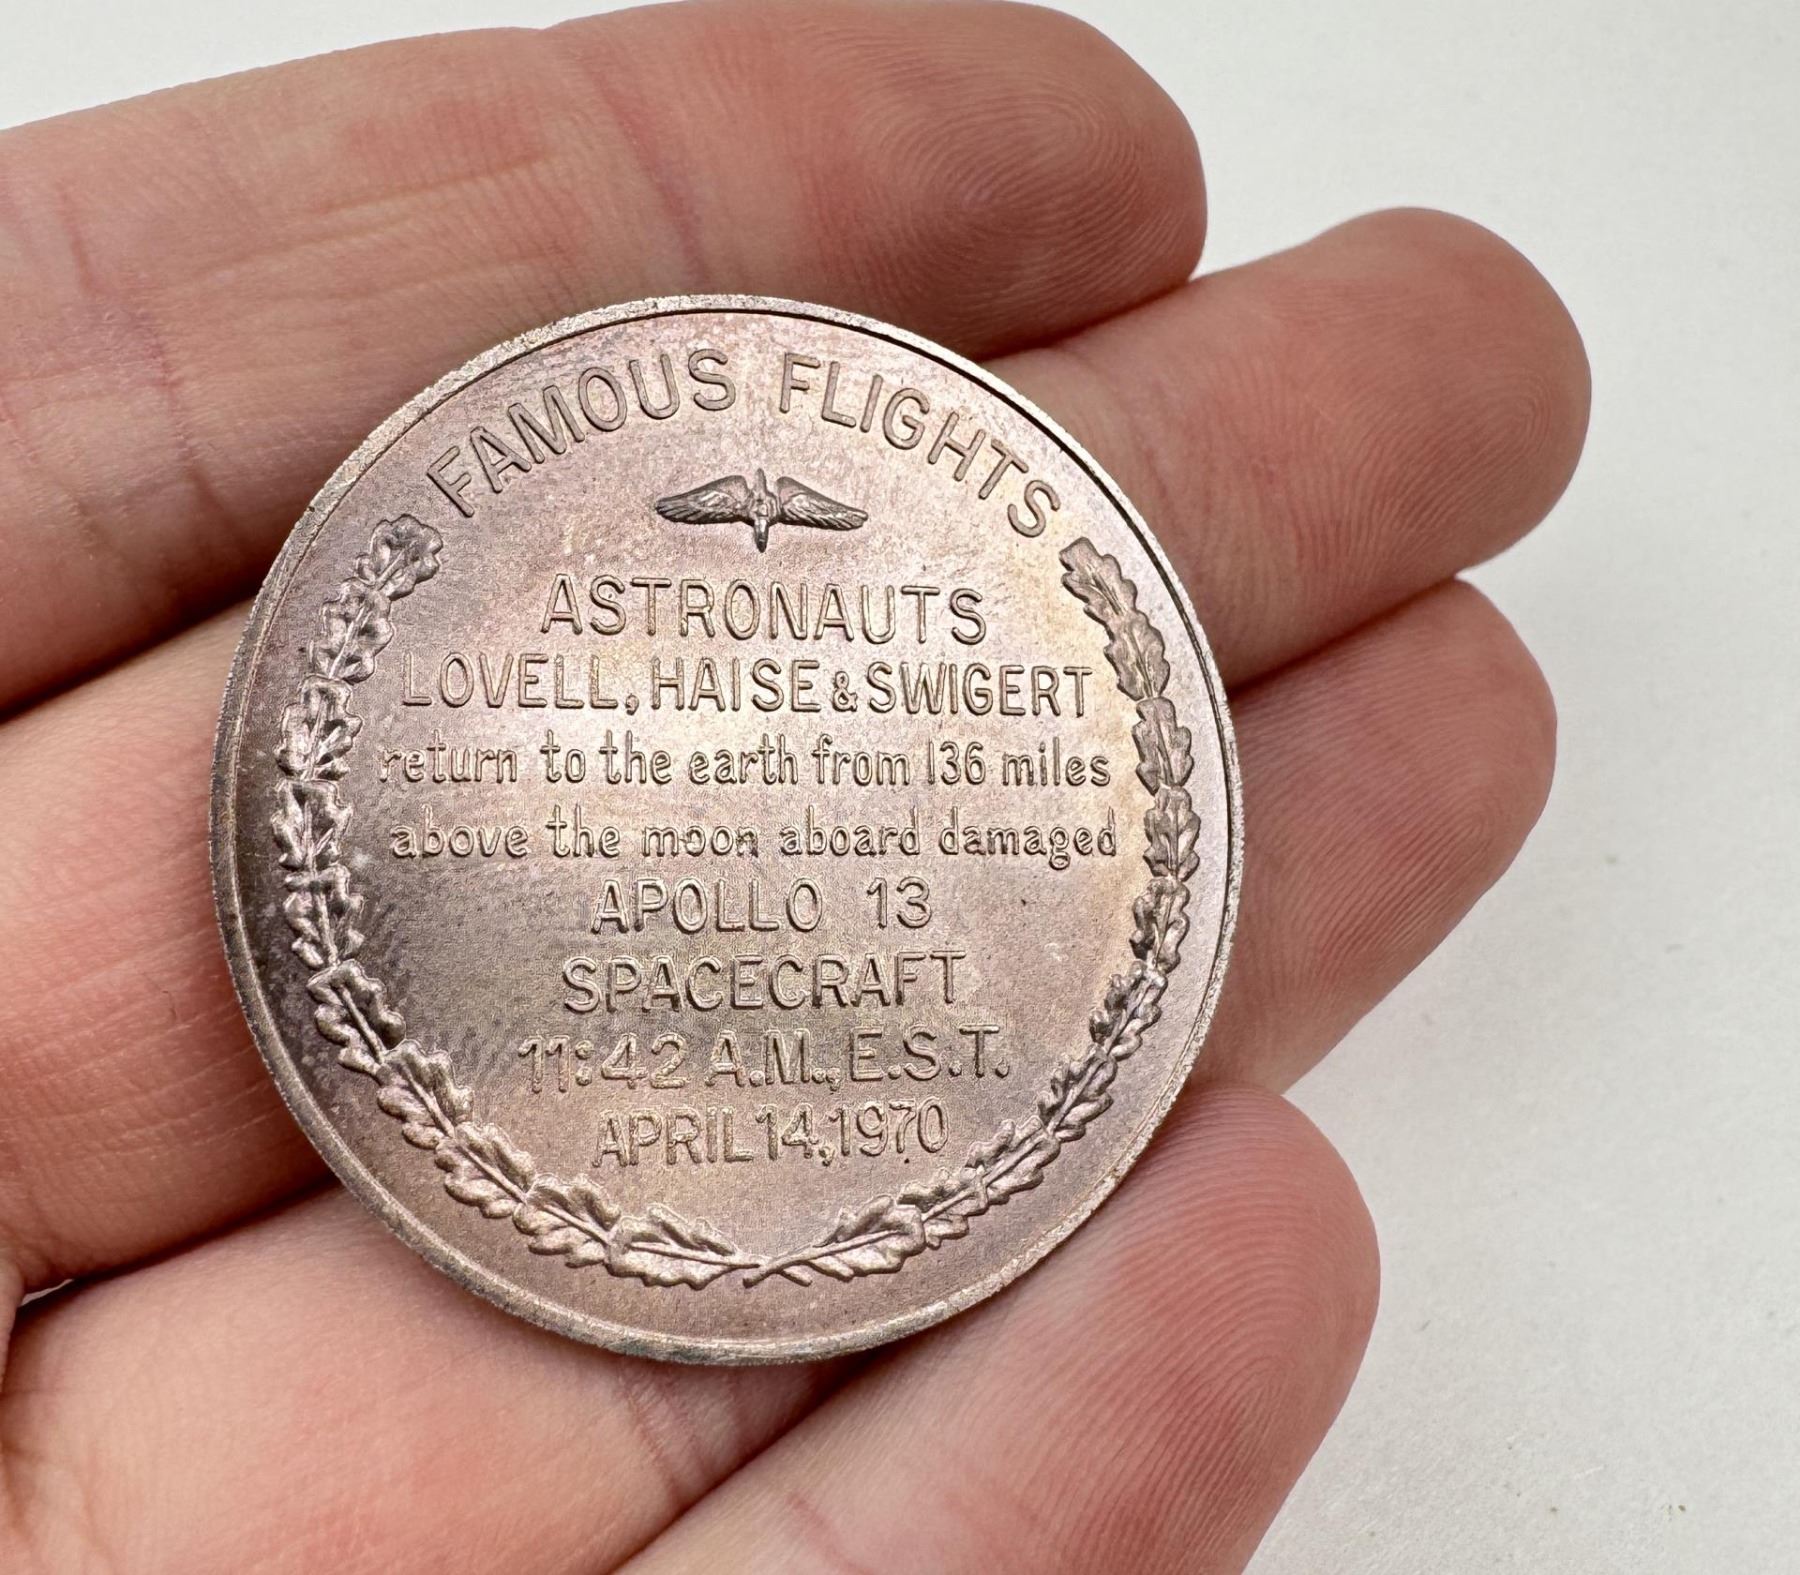 FAMOUS FLIGHTS
ASTRONAUTS
LOVELL, HAISE & SWIGERT
return to the earth from 136 miles
above the moon aboard damaged
APOLLO 13
SPACECRAFT
11:42 A.M., E.S.T.
APRIL 14, 1970